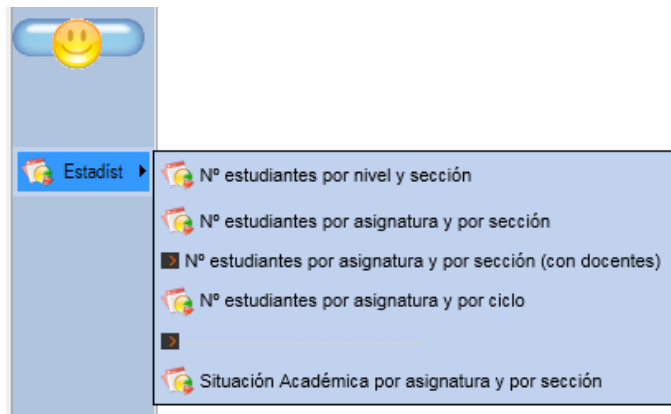 Estadíst
Nº estudiantes por nivel y sección
Nº estudiantes por asignatura y por sección
Nº estudiantes por asignatura y por sección (con docentes)
Nº estudiantes por asignatura y por ciclo
Situación Académica por asignatura y por sección